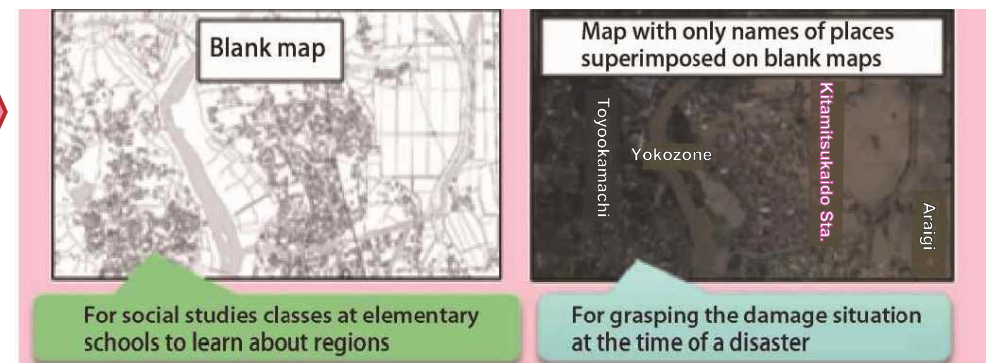 Blank map
For social studies classes at elementary
schools to learn about regions
Map with only names of places
superimposed on blank maps
Toyookamachi
Yokozone
Kitamitsukaido Sta.
Araigi
For grasping the damage situation
at the time of a disaster